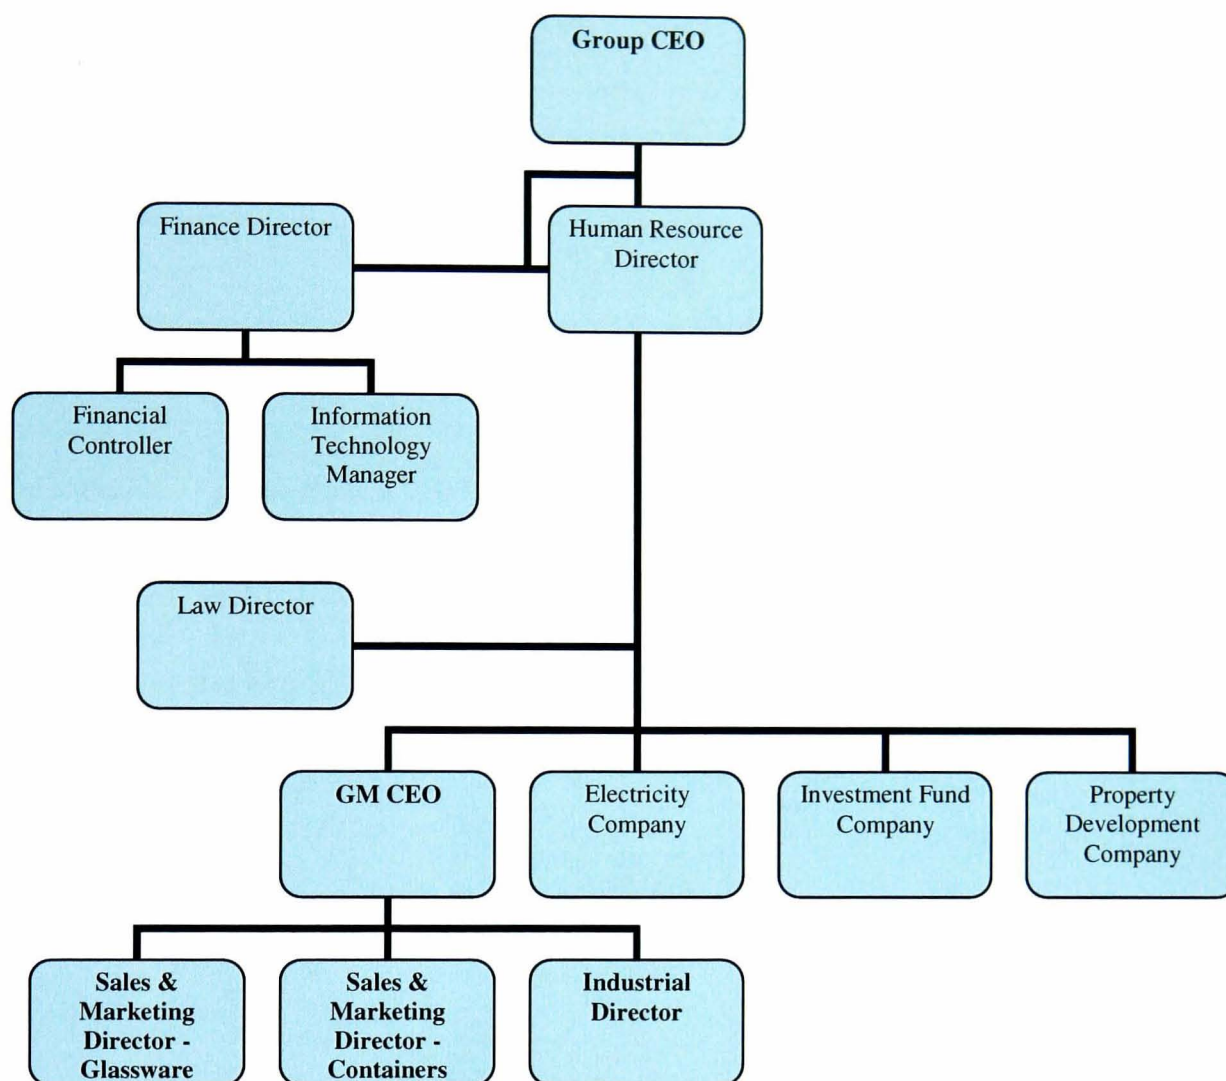 Group CEO
Finance Director
Human Resource
Director
Financial
Controller
Information
Technology
Manager
Law Director
GM CEO
Electricity
Company
Investment Fund
Company
Property
Development
Company
Sales &
Marketing
Director -
Glassware
Sales &
Marketing
Director -
Containers
Industrial
Director